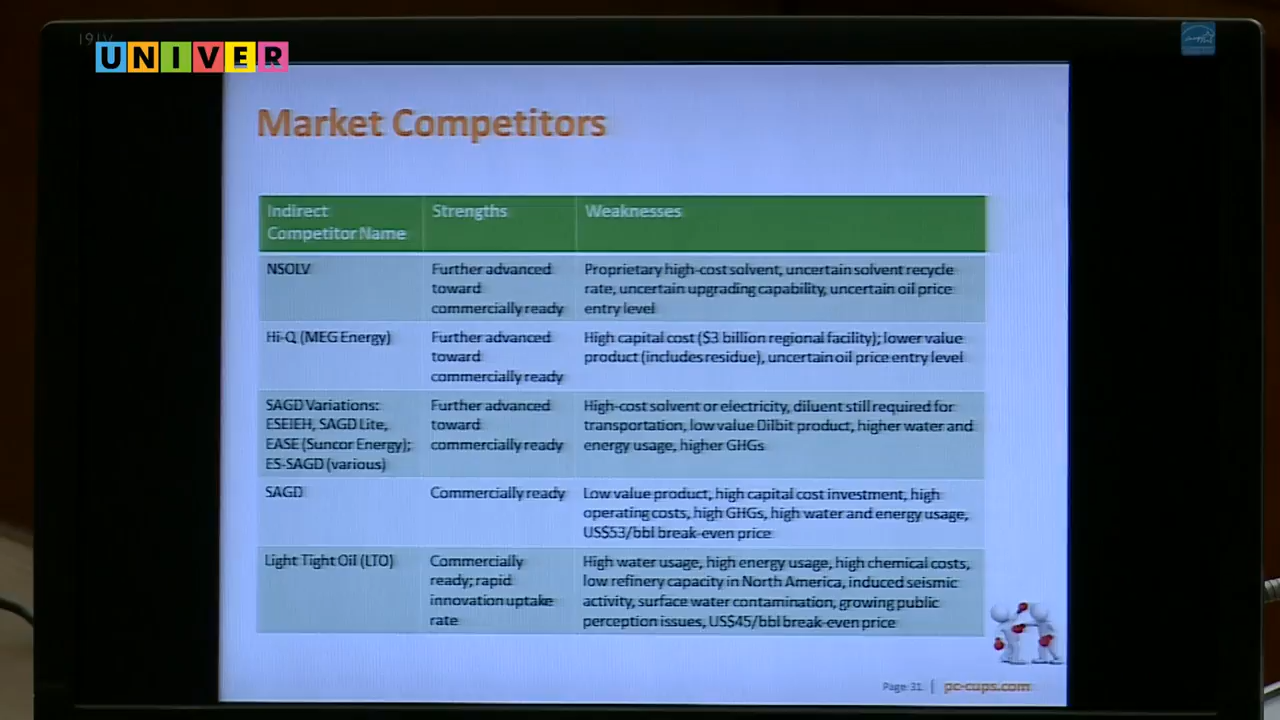 191V
UNIVER
Market Competitors
Indirect
Competitor Name
Strengths
Weaknesses
NSOLV
Further advanced
toward
commercially ready
Proprietary high-cost solvent, uncertain solvent recycle
rate, uncertain upgrading capability, uncertain oil price
entry level
Hi-Q (MEG Energy)
Further advanced
toward
commercially ready
High capital cost ($3 billion regional facility); lower value
product (includes residue), uncertain oil price entry level
SAGD Variations:
ESEIEH, SAGD Lite,
EASE (Suncor Energy);
ES-SAGD (various)
Further advanced
toward
commercially ready
High-cost solvent or electricity, diluent still required for
transportation, low value Dilbit product, higher water and
energy usage, higher GHGs
SAGD
Commercially ready
Low value product, high capital cost investment, high
operating costs, high GHGs, high water and energy usage,
US$53/bbl break-even price
Light Tight Oil (LTO)
Commercially
ready; rapid
innovation uptake
rate
High water usage, high energy usage, high chemical costs,
low refinery capacity in North America, induced seismic
activity, surface water contamination, growing public
perception issues, US$45/bbl break-even price
Page 31 | pc-cups.com